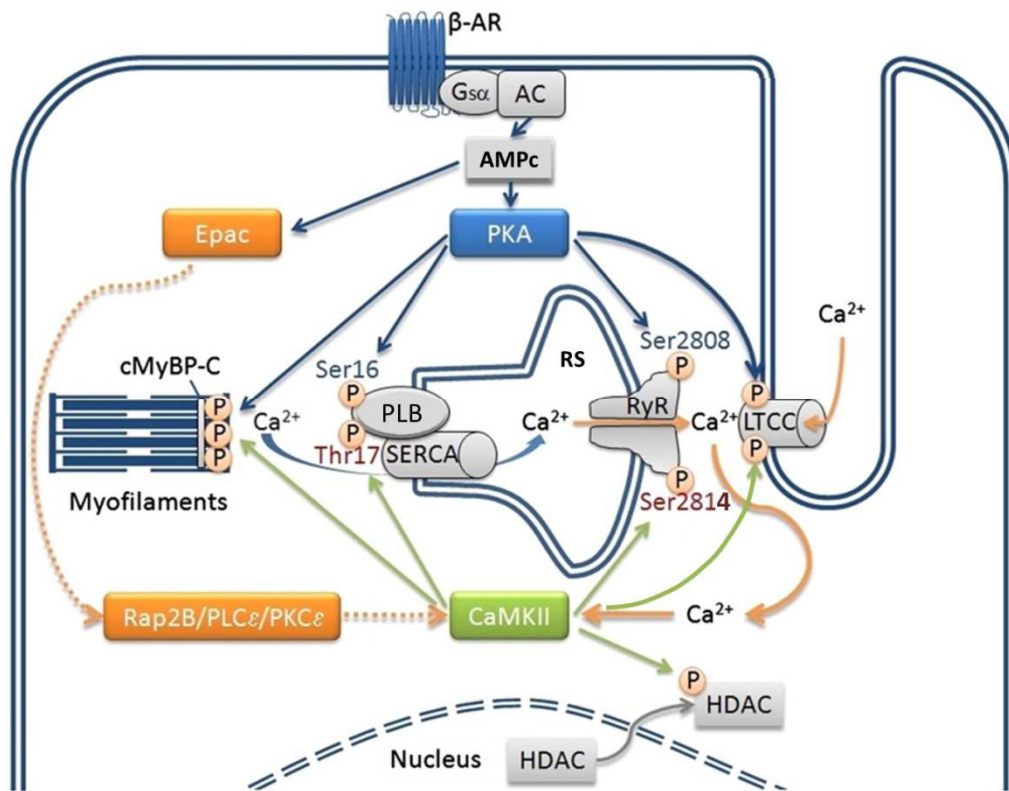 β-AR
Gsα
AC
AMPc
Epac
PKA
Ca²⁺
Ser2808
RS
cMyBP-C
Ser16
P
P
P
PLB
RyR
P
P
Ca²⁺
Ca²⁺
Ca²⁺
LTCC
P
P
Thr17
SERCA
P
P
Myofilaments
Ser2814
Rap2B/PLCε/PKCε
CaMKII
Ca²⁺
P
HDAC
Nucleus
HDAC